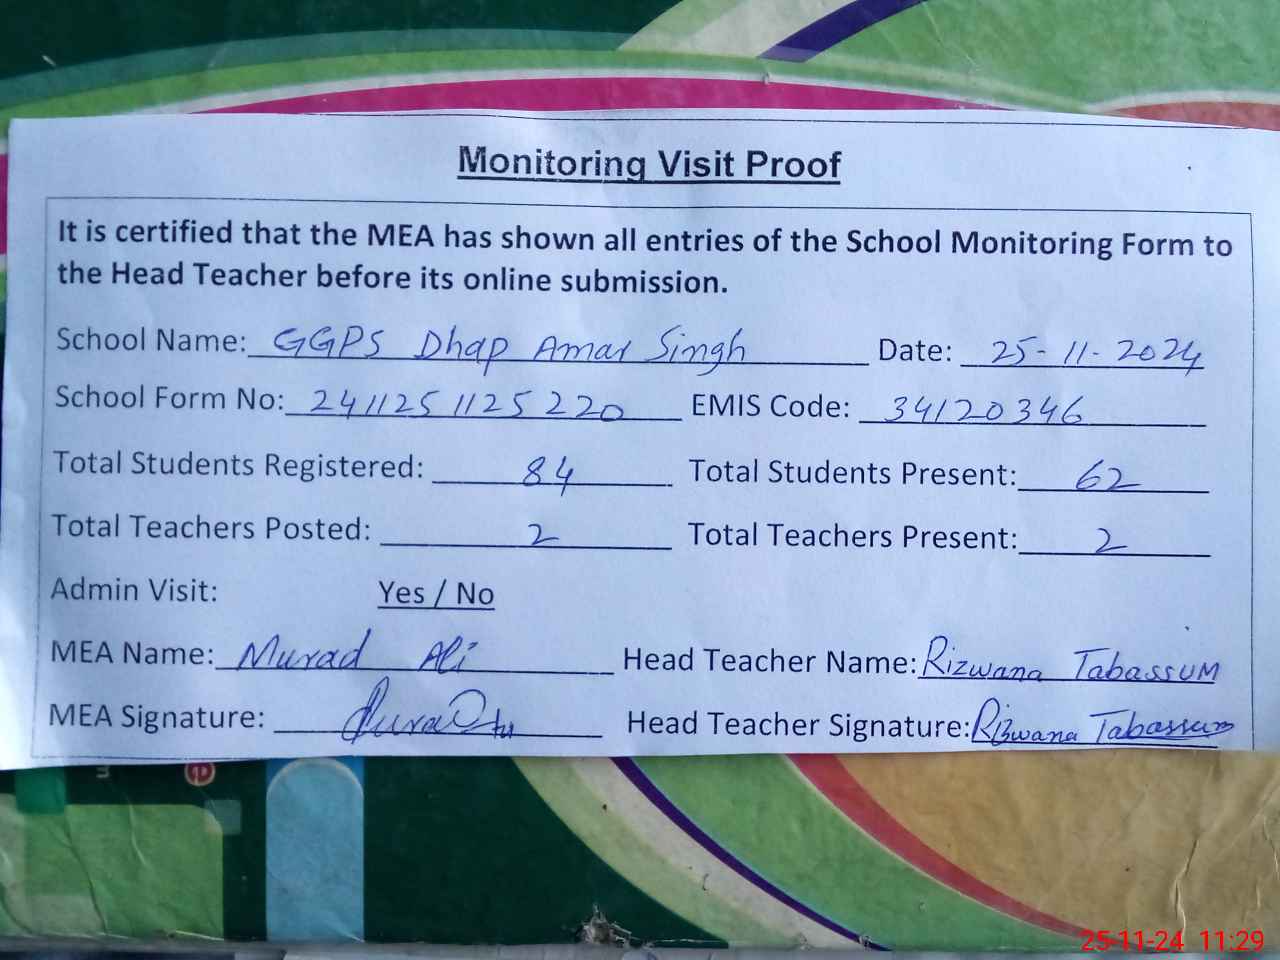 Monitoring Visit Proof
It is certified that the MEA has shown all entries of the School Monitoring Form to
the Head Teacher before its online submission.
School Name: GGPS Dhap Amar Singh Date: 25-11-2024
School Form No: 2411251125220 EMIS Code: 34120346
Total Students Registered: 84 Total Students Present: 62
Total Teachers Posted: 2 Total Teachers Present: 2
Admin Visit: Yes / No
MEA Name: Murad Ali Head Teacher Name: Rizwana Tabassum
MEA Signature: Head Teacher Signature: Rizwana Tabassum
25-11-24 11:29